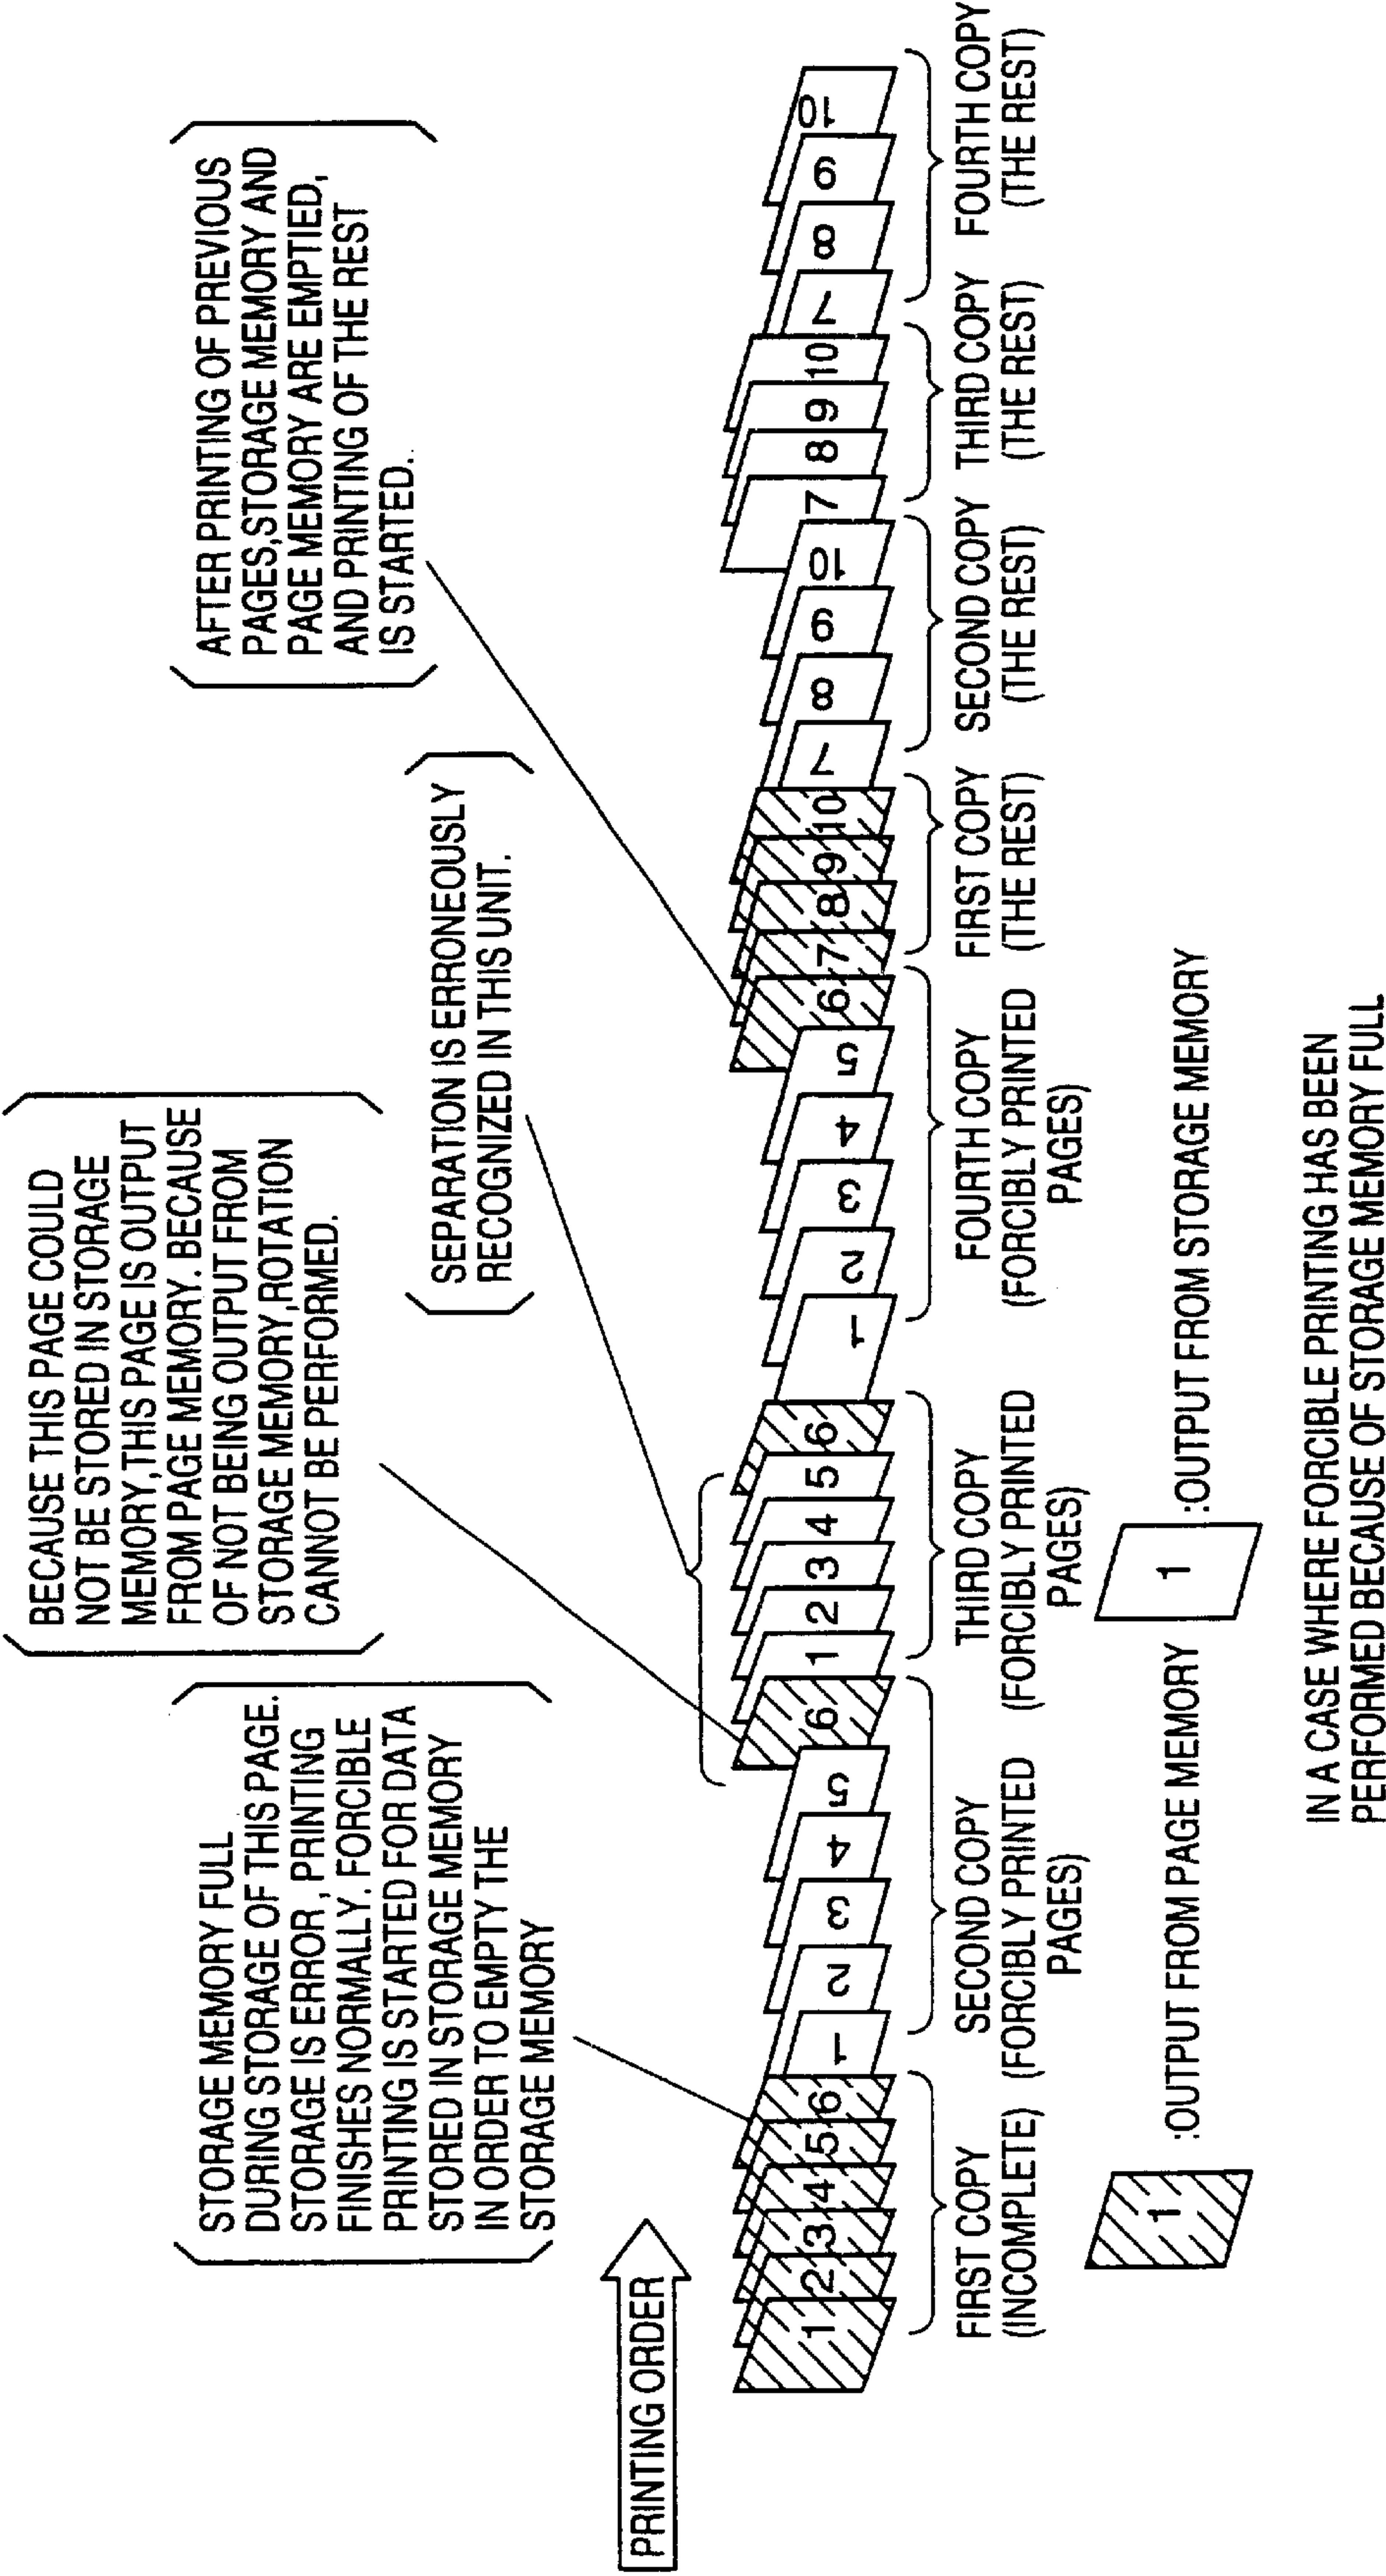 STORAGE MEMORY FULL
DURING STORAGE OF THIS PAGE.
STORAGE IS ERROR, PRINTING
FINISHES NORMALLY. FORCIBLE
PRINTING IS STARTED FOR DATA
STORED IN STORAGE MEMORY
IN ORDER TO EMPTY THE
STORAGE MEMORY
BECAUSE THIS PAGE COULD
NOT BE STORED IN STORAGE
MEMORY,THIS PAGE IS OUTPUT
FROM PAGE MEMORY. BECAUSE
OF NOT BEING OUTPUT FROM
STORAGE MEMORY,ROTATION
CANNOT BE PERFORMED.
SEPARATION IS ERRONEOUSLY
RECOGNIZED IN THIS UNIT.
AFTER PRINTING OF PREVIOUS
PAGES,STORAGE MEMORY AND
PAGE MEMORY ARE EMPTIED,
AND PRINTING OF THE REST
IS STARTED.
PRINTING ORDER
1 2 3 4 5 6 1 2 3 4 5 6 1 2 3 4 5 6 1 2 3 4 5 6 7 8 9 10 7 8 9 10 7 8 9 10 7 8 9 10
FIRST COPY
(INCOMPLETE)
SECOND COPY
(FORCIBLY PRINTED
PAGES)
THIRD COPY
(FORCIBLY PRINTED
PAGES)
FOURTH COPY
(FORCIBLY PRINTED
PAGES)
FIRST COPY
(THE REST)
SECOND COPY
(THE REST)
THIRD COPY
(THE REST)
FOURTH COPY
(THE REST)
1 :OUTPUT FROM PAGE MEMORY
1 :OUTPUT FROM STORAGE MEMORY
IN A CASE WHERE FORCIBLE PRINTING HAS BEEN
PERFORMED BECAUSE OF STORAGE MEMORY FULL